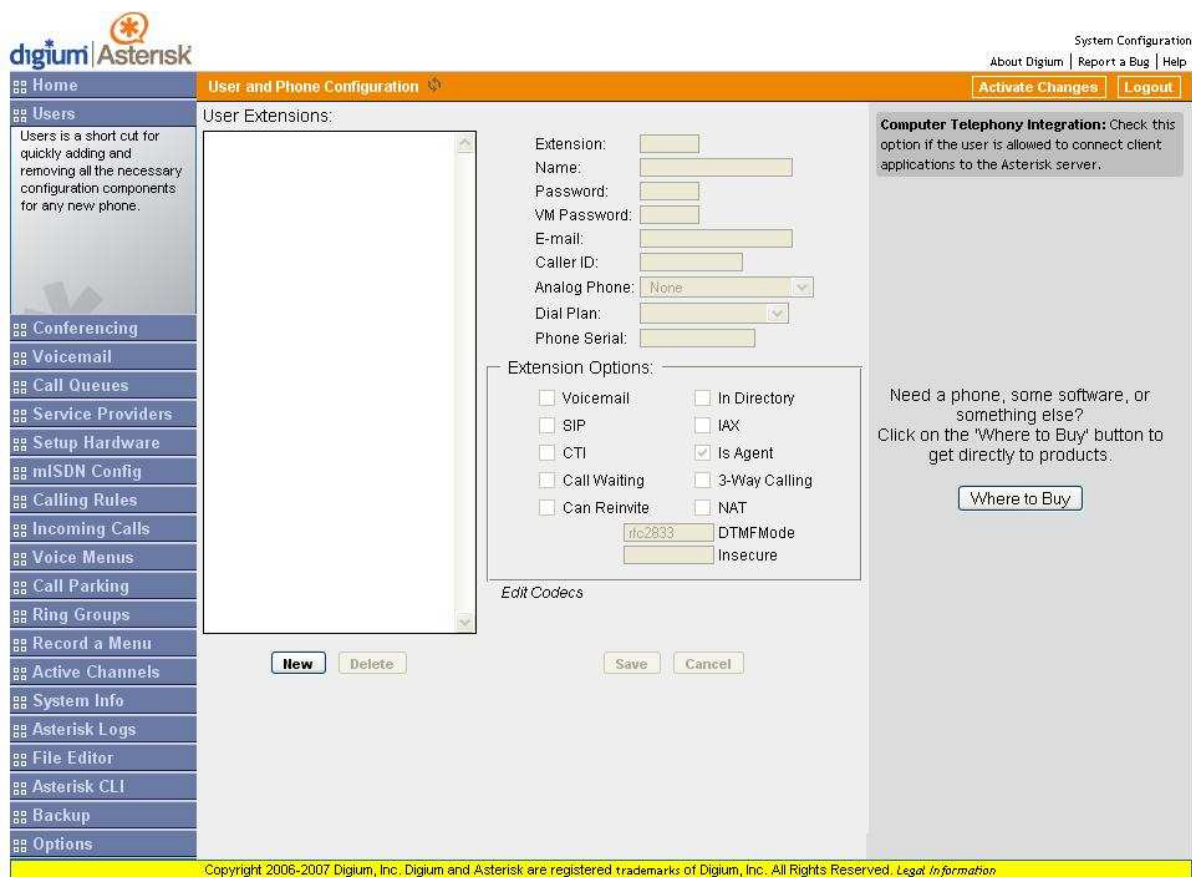 digium Asterisk
System Configuration
About Digium | Report a Bug | Help
Home
Users
Users is a short cut for
quickly adding and
removing all the necessary
configuration components
for any new phone.
Conferencing
Voicemail
Call Queues
Service Providers
Setup Hardware
mISDN Config
Calling Rules
Incoming Calls
Voice Menus
Call Parking
Ring Groups
Record a Menu
Active Channels
System Info
Asterisk Logs
File Editor
Asterisk CLI
Backup
Options
User and Phone Configuration
Activate Changes
Logout
User Extensions:
New
Delete
Extension:
Name:
Password:
VM Password:
E-mail:
Caller ID:
Analog Phone: None
Dial Plan:
Phone Serial:
Extension Options:
Voicemail In Directory
SIP IAX
CTI Is Agent
Call Waiting 3-Way Calling
Can Reinvite NAT
rfc2833 DTMFMode
Insecure
Edit Codecs
Save
Cancel
Computer Telephony Integration: Check this
option if the user is allowed to connect client
applications to the Asterisk server.
Need a phone, some software, or
something else?
Click on the 'Where to Buy' button to
get directly to products.
Where to Buy
Copyright 2006-2007 Digium, Inc. Digium and Asterisk are registered trademarks of Digium, Inc. All Rights Reserved. Legal Information